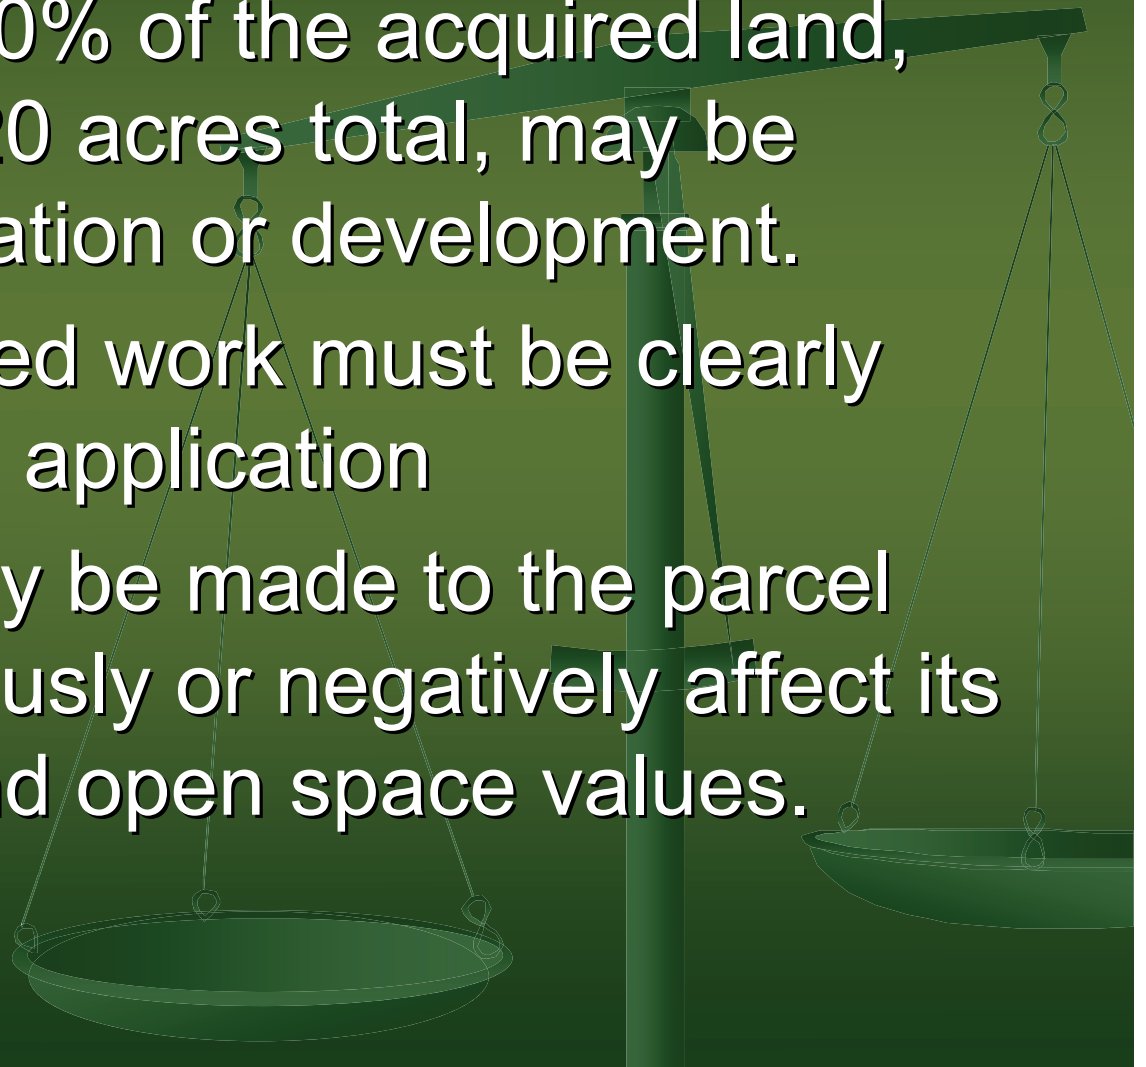 0% of the acquired land,
20 acres total, may be
ation or development.
ed work must be clearly
application
y be made to the parcel
usly or negatively affect its
d open space values.